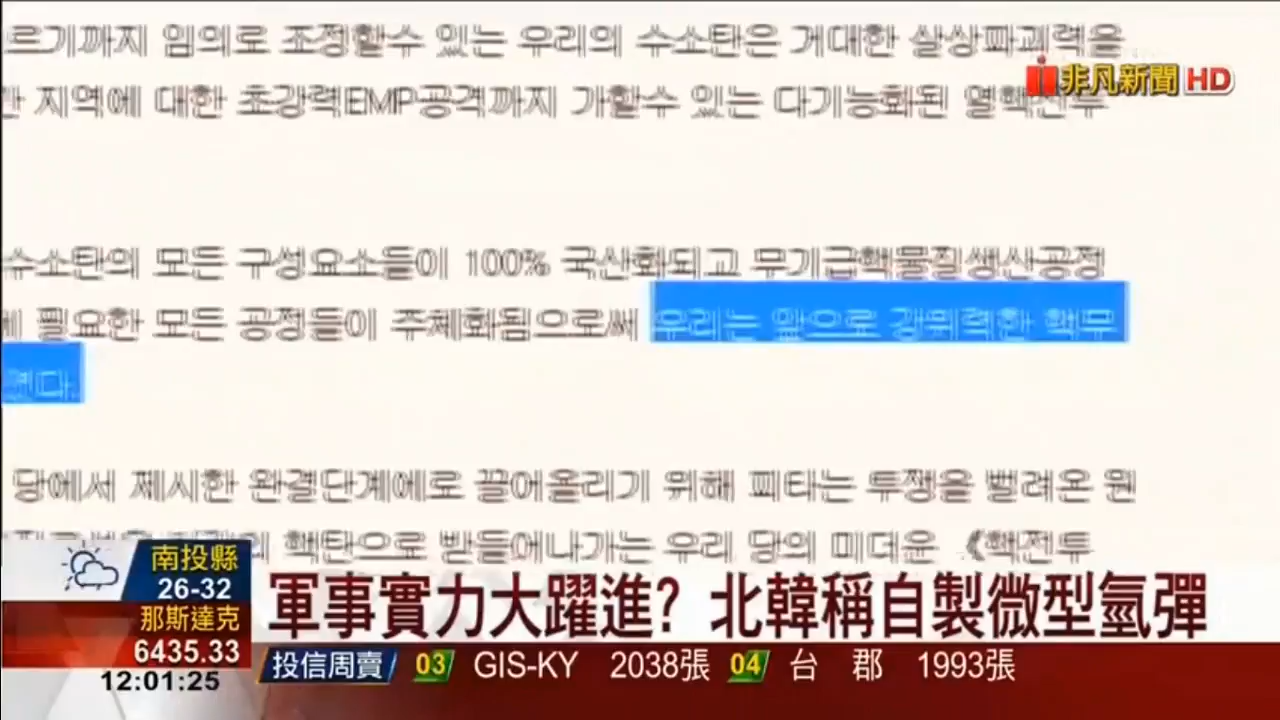 르기까지 임의로 조정할수 있는 우리의 수소탄은 거대한 살상파괴력을
지역에 대한 초강력EMP공격까지 가할수 있는 다기능화된 열핵전투
非凡新聞 HD
수소탄의 모든 구성요소들이 100% 국산화되고 무기급핵물질생산공정
필요한 모든 공정들이 주체화됨으로써 우리는 앞으로 강위력한 핵무
당에서 제시한 완결단계에로 끌어올리기 위해 피타는 투쟁을 벌려온 원
핵탄으로 받들어나가는 우리 당의 미더운 《핵전투
南投縣
26-32
那斯達克
6435.33
12:01:25
軍事實力大躍進? 北韓稱自製微型氫彈
投信周賣 03 GIS-KY 2038張 04 台 郡 1993張